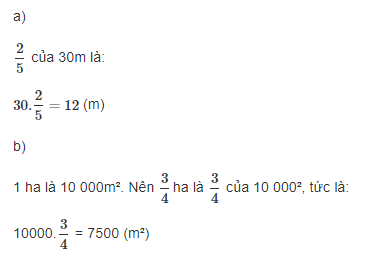 a)
2/5 của 30m là:
30.2/5 = 12 (m)
b)
1 ha là 10 000m². Nên 3/4 ha là 3/4 của 10 000², tức là:
10000.3/4 = 7500 (m²)